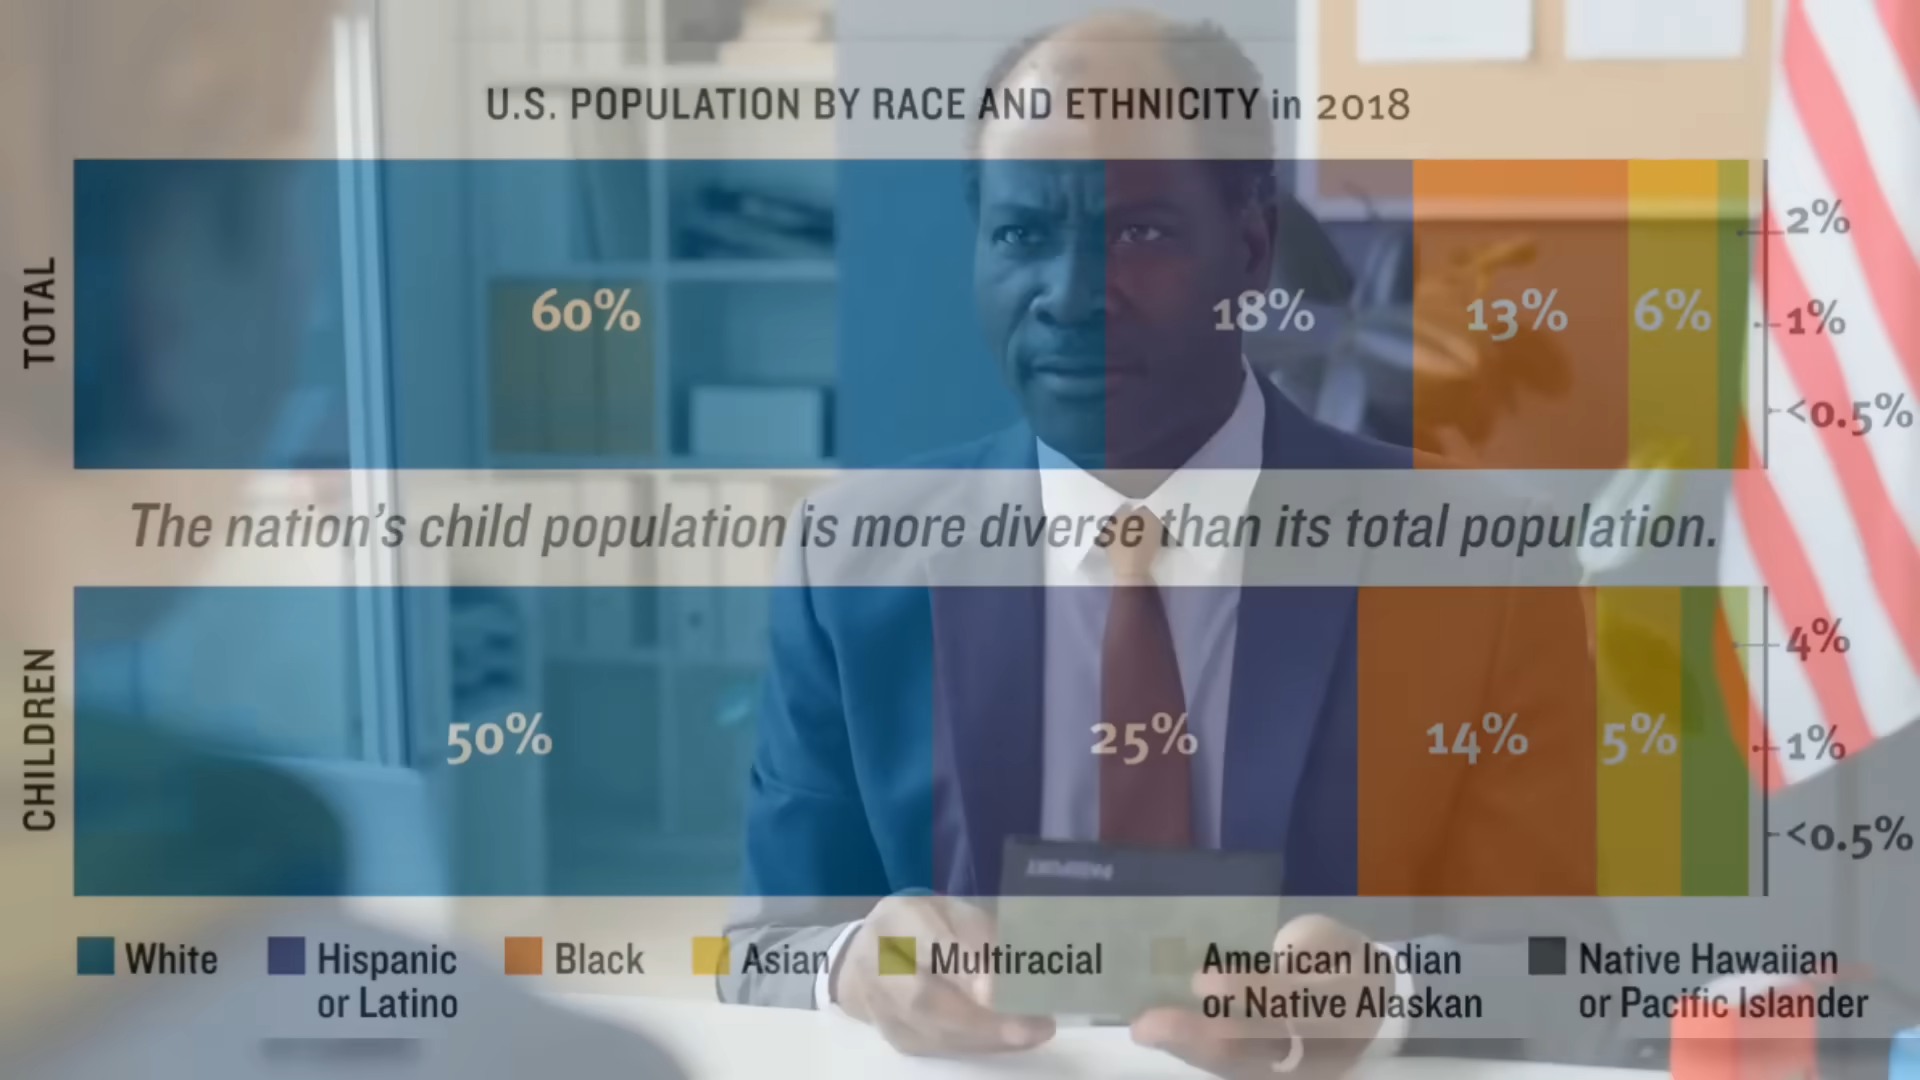 U.S. POPULATION BY RACE AND ETHNICITY in 2018
TOTAL
60%
18%
13%
6%
2%
1%
<0.5%
The nation's child population is more diverse than its total population.
CHILDREN
50%
25%
14%
5%
4%
1%
<0.5%
White
Hispanic
or Latino
Black
Asian
Multiracial
American Indian
or Native Alaskan
Native Hawaiian
or Pacific Islander